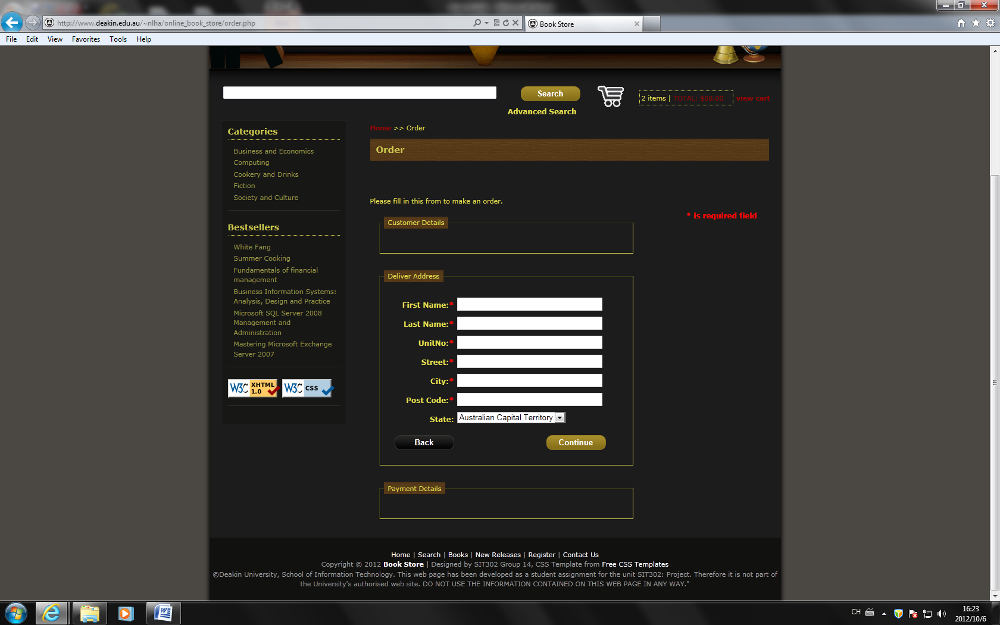 http://www.deakin.edu.au/~nlha/online_book_store/order.php
Book Store
File Edit View Favorites Tools Help
Search
2 items | TOTAL: $60.00 view cart
Advanced Search
Categories
Business and Economics
Computing
Cookery and Drinks
Fiction
Society and Culture
Bestsellers
White Fang
Summer Cooking
Fundamentals of financial
management
Business Information Systems:
Analysis, Design and Practice
Microsoft SQL Server 2008
Management and
Administration
Mastering Microsoft Exchange
Server 2007
W3C XHTML 1.0
W3C css
Home >> Order
Order
Please fill in this from to make an order.
* is required field
Customer Details
Deliver Address
First Name:*
Last Name:*
UnitNo:*
Street:*
City:*
Post Code:*
State: Australian Capital Territory
Back Continue
Payment Details
Home | Search | Books | New Releases | Register | Contact Us
Copyright © 2012 Book Store | Designed by SIT302 Group 14, CSS Template from Free CSS Templates
©Deakin University, School of Information Technology. This web page has been developed as a student assignment for the unit SIT302: Project. Therefore it is not part of
the University's authorised web site. DO NOT USE THE INFORMATION CONTAINED ON THIS WEB PAGE IN ANY WAY."
CH
16:23
2012/10/6